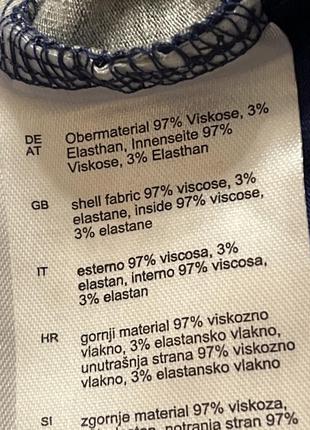 DE AT Obermaterial 97% Viskose, 3%
Elasthan, Innenseite 97%
Viskose, 3% Elasthan
GB shell fabric 97% viscose, 3%
elastane, inside 97% viscose,
3% elastane
IT esterno 97% viscosa, 3%
elastan, interno 97% viscosa,
3% elastan
HR gornji material 97% viskozno
vlakno, 3% elastansko vlakno,
unutrašnja strana 97% viskozno
vlakno, 3% elastansko vlakno
SI zgornje material 97% viskoza,
notranja stran 97%